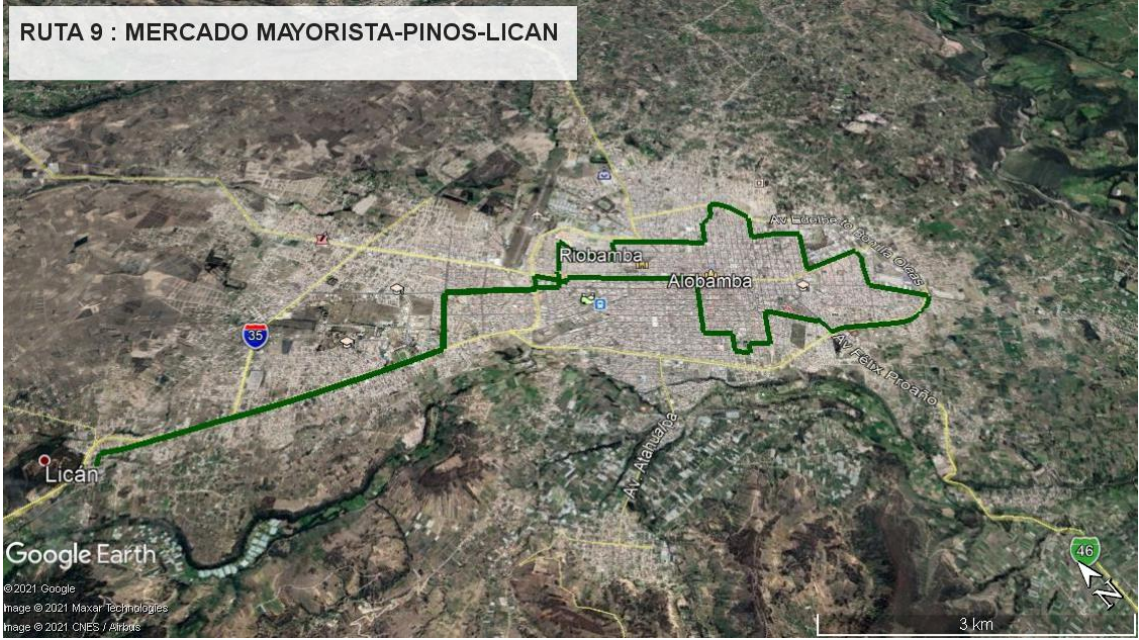 RUTA 9 : MERCADO MAYORISTA-PINOS-LICAN
Riobamba
Alobamba
35
Av Félix Proaño
Av. Atahualpa
Licán
Google Earth
46
N
©2021 Google
Image © 2021 Maxar Technologies
Image © 2021 CNES / Airbus
3 km